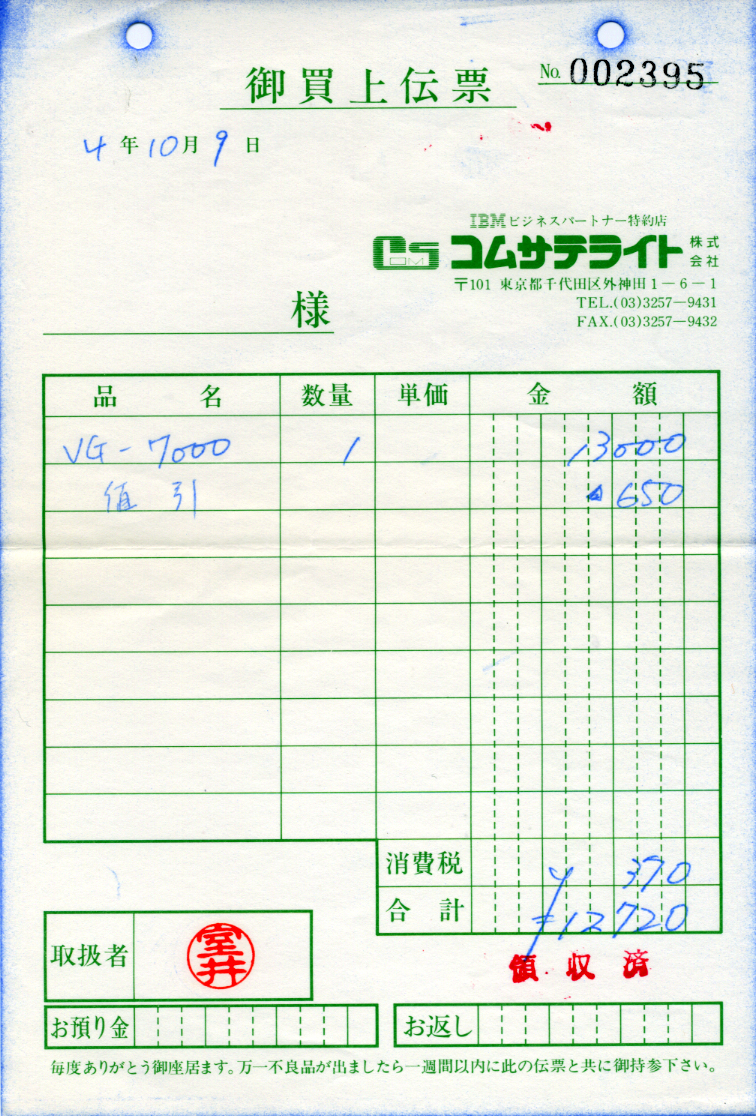 御買上伝票
No. 002395
4年10月9日
IBMビジネスパートナー特約店
CS COM コムサテライト 株式会社
〒101 東京都千代田区外神田1-6-1
TEL.(03)3257-9431
FAX.(03)3257-9432
様
品名 数量 単価 金額
VG-7000 1 13000
値引 ▲650
消費税 370
合計 ¥12720
領収済
取扱者 室井
お預り金 お返し
毎度ありがとう御座居ます。万一不良品が出ましたら一週間以内に此の伝票と共に御持参下さい。